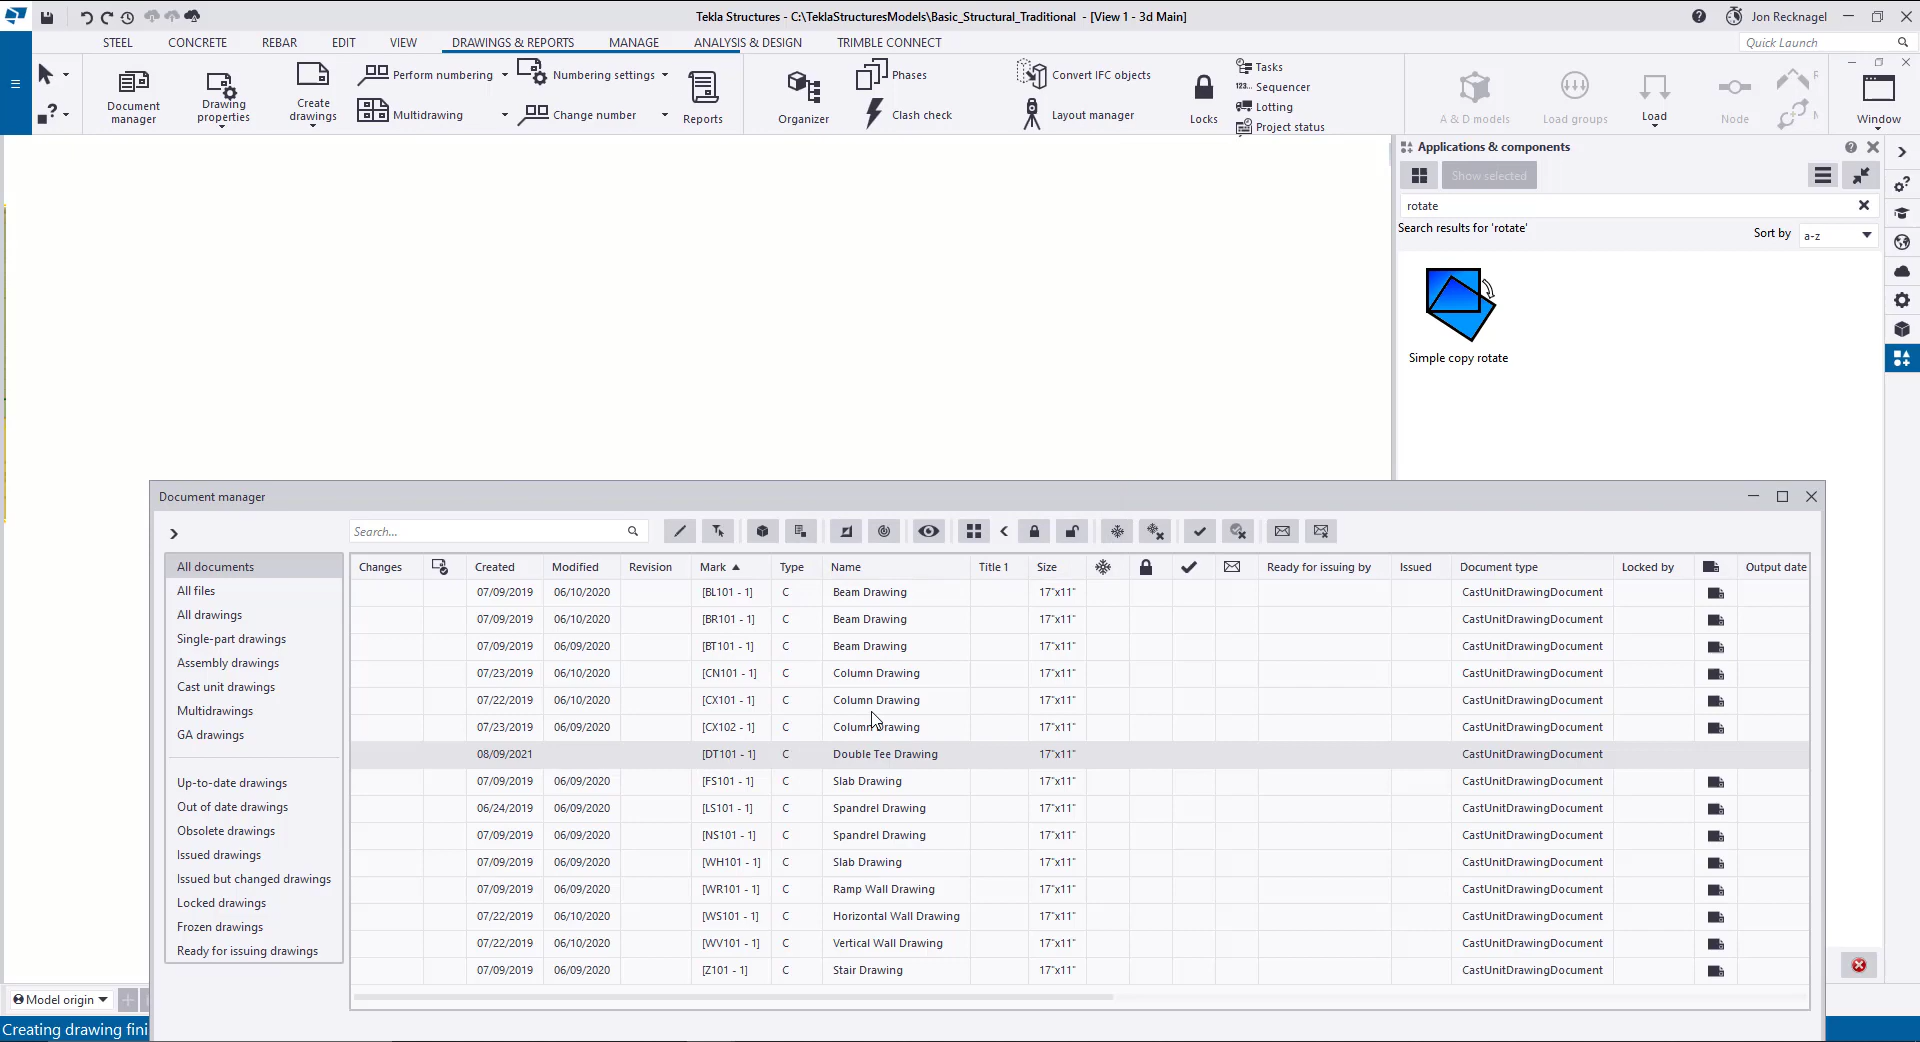 Tekla Structures - C:\TeklaStructuresModels\Basic_Structural_Traditional - [View 1 - 3d Main]
Jon Recknagel
STEEL CONCRETE REBAR EDIT VIEW DRAWINGS & REPORTS MANAGE ANALYSIS & DESIGN TRIMBLE CONNECT
Quick Launch
Document manager
Drawing properties
Create drawings
Perform numbering
Multidrawing
Numbering settings
Change number
Reports
Organizer
Phases
Clash check
Convert IFC objects
Layout manager
Locks
Tasks
Sequencer
Lotting
Project status
A & D models
Load groups
Load
Node
Window
Applications & components
Show selected
rotate
Search results for 'rotate'
Sort by a-z
Simple copy rotate
Document manager
Search...
All documents
All files
All drawings
Single-part drawings
Assembly drawings
Cast unit drawings
Multidrawings
GA drawings
Up-to-date drawings
Out of date drawings
Obsolete drawings
Issued drawings
Issued but changed drawings
Locked drawings
Frozen drawings
Ready for issuing drawings
Changes Created Modified Revision Mark Type Name Title 1 Size Ready for issuing by Issued Document type Locked by Output date
07/09/2019 06/10/2020 [BL101 - 1] C Beam Drawing 17"x11" CastUnitDrawingDocument
07/09/2019 06/10/2020 [BR101 - 1] C Beam Drawing 17"x11" CastUnitDrawingDocument
07/09/2019 06/09/2020 [BT101 - 1] C Beam Drawing 17"x11" CastUnitDrawingDocument
07/23/2019 06/10/2020 [CN101 - 1] C Column Drawing 17"x11" CastUnitDrawingDocument
07/22/2019 06/10/2020 [CX101 - 1] C Column Drawing 17"x11" CastUnitDrawingDocument
07/23/2019 06/09/2020 [CX102 - 1] C Column Drawing 17"x11" CastUnitDrawingDocument
08/09/2021 [DT101 - 1] C Double Tee Drawing 17"x11" CastUnitDrawingDocument
07/09/2019 06/09/2020 [FS101 - 1] C Slab Drawing 17"x11" CastUnitDrawingDocument
06/24/2019 06/09/2020 [LS101 - 1] C Spandrel Drawing 17"x11" CastUnitDrawingDocument
07/09/2019 06/09/2020 [NS101 - 1] C Spandrel Drawing 17"x11" CastUnitDrawingDocument
07/09/2019 06/09/2020 [WH101 - 1] C Slab Drawing 17"x11" CastUnitDrawingDocument
07/09/2019 06/09/2020 [WR101 - 1] C Ramp Wall Drawing 17"x11" CastUnitDrawingDocument
07/22/2019 06/10/2020 [WS101 - 1] C Horizontal Wall Drawing 17"x11" CastUnitDrawingDocument
07/22/2019 06/10/2020 [WV101 - 1] C Vertical Wall Drawing 17"x11" CastUnitDrawingDocument
07/09/2019 06/09/2020 [Z101 - 1] C Stair Drawing 17"x11" CastUnitDrawingDocument
Model origin
Creating drawing fini